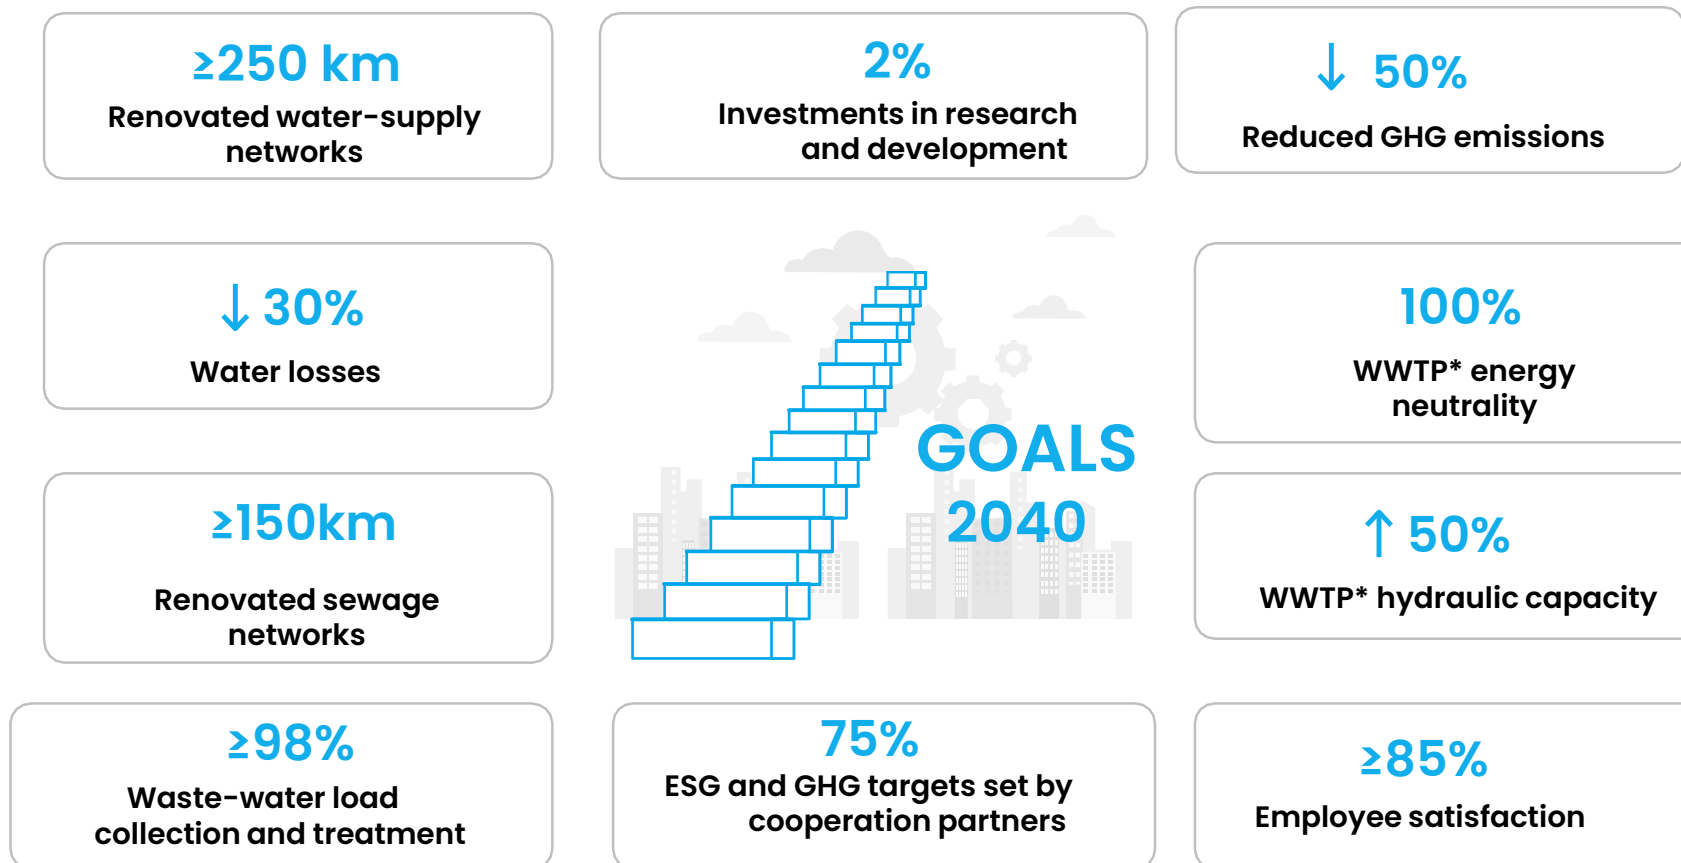 ≥250 km
Renovated water-supply
networks
2%
Investments in research
and development
↓ 50%
Reduced GHG emissions
↓ 30%
Water losses
100%
WWTP* energy
neutrality
GOALS
2040
≥150km
Renovated sewage
networks
↑ 50%
WWTP* hydraulic capacity
≥98%
Waste-water load
collection and treatment
75%
ESG and GHG targets set by
cooperation partners
≥85%
Employee satisfaction